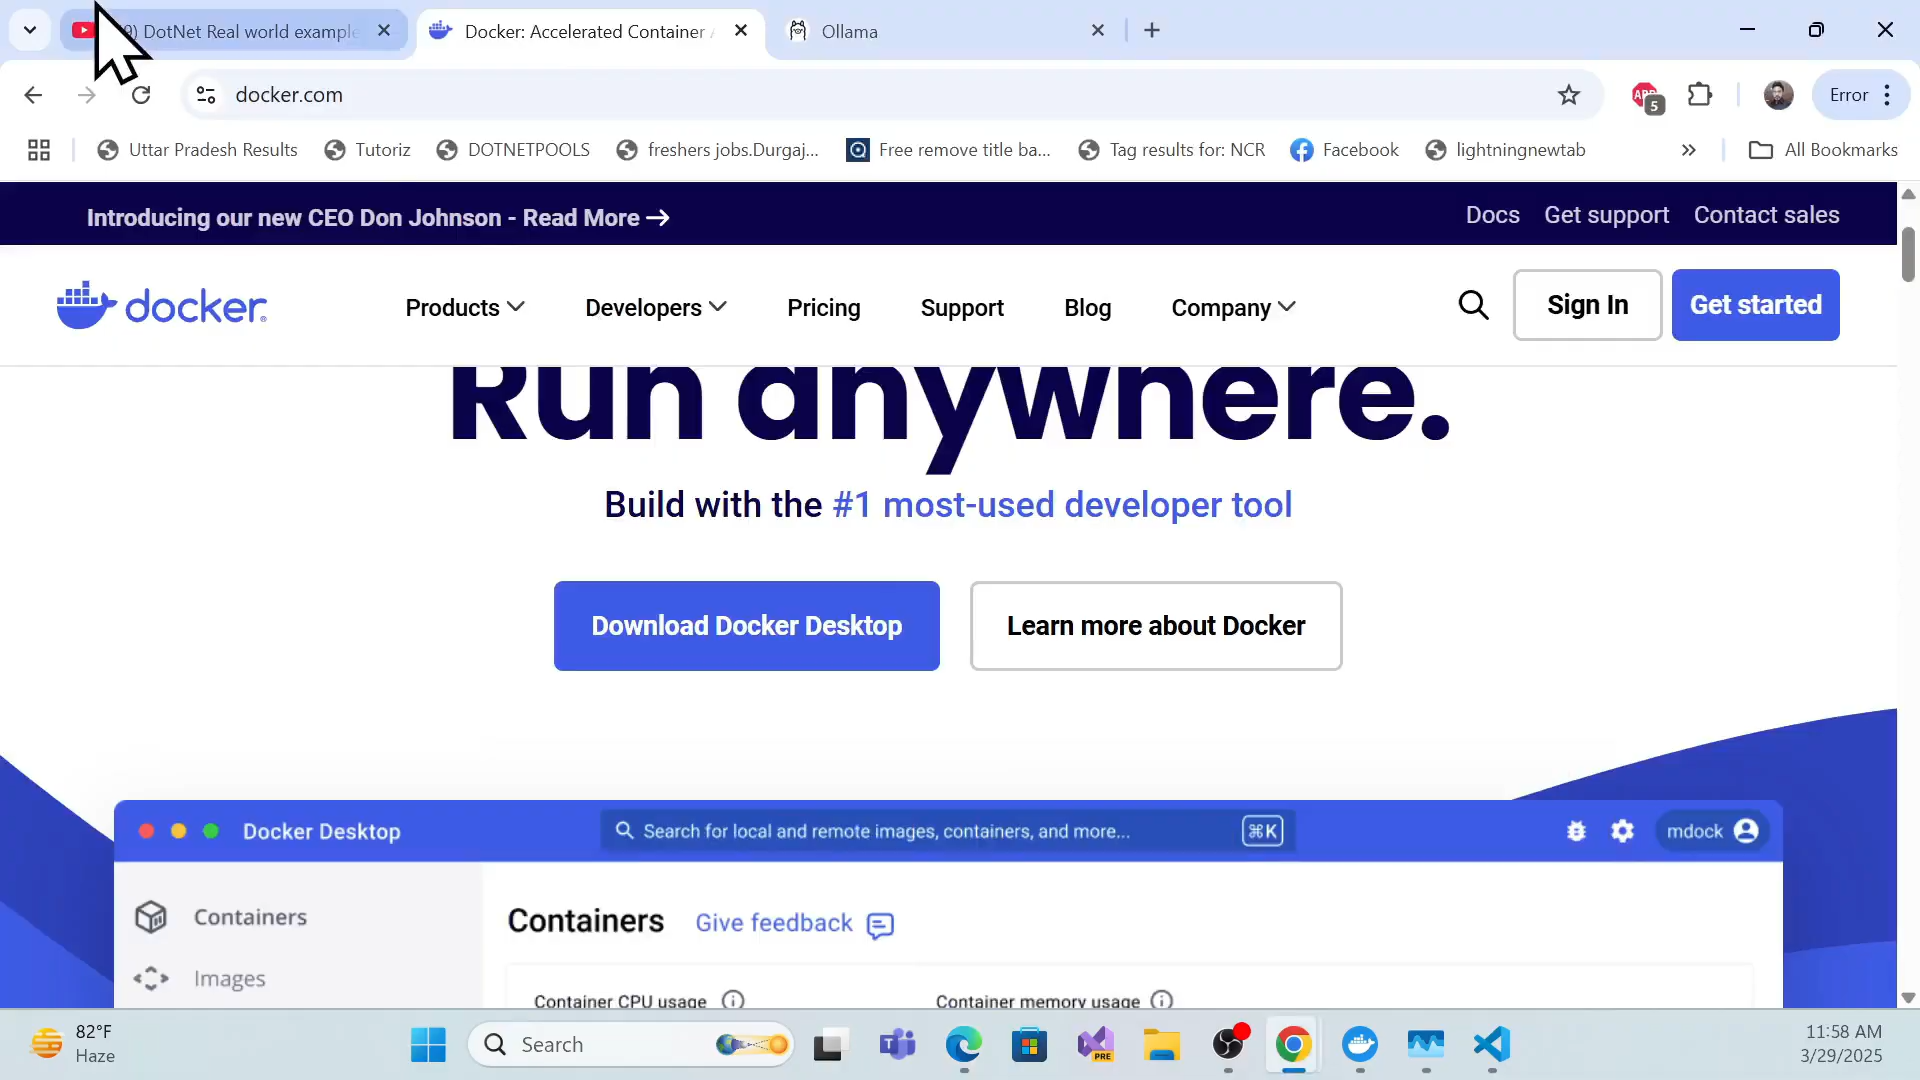 9) DotNet Real world example
Docker: Accelerated Container A
Ollama
docker.com
5
Error
Uttar Pradesh Results
Tutoriz
DOTNETPOOLS
freshers jobs.Durgaj...
Free remove title ba...
Tag results for: NCR
Facebook
lightningnewtab
All Bookmarks
Introducing our new CEO Don Johnson - Read More →
Docs
Get support
Contact sales
docker.
Products
Developers
Pricing
Support
Blog
Company
Sign In
Get started
Run anywhere.
Build with the #1 most-used developer tool
Download Docker Desktop
Learn more about Docker
Docker Desktop
Search for local and remote images, containers, and more...
⌘K
mdock
Containers
Images
Containers
Give feedback
Container CPU usage
Container memory usage
82°F
Haze
Search
PRE
11:58 AM
3/29/2025